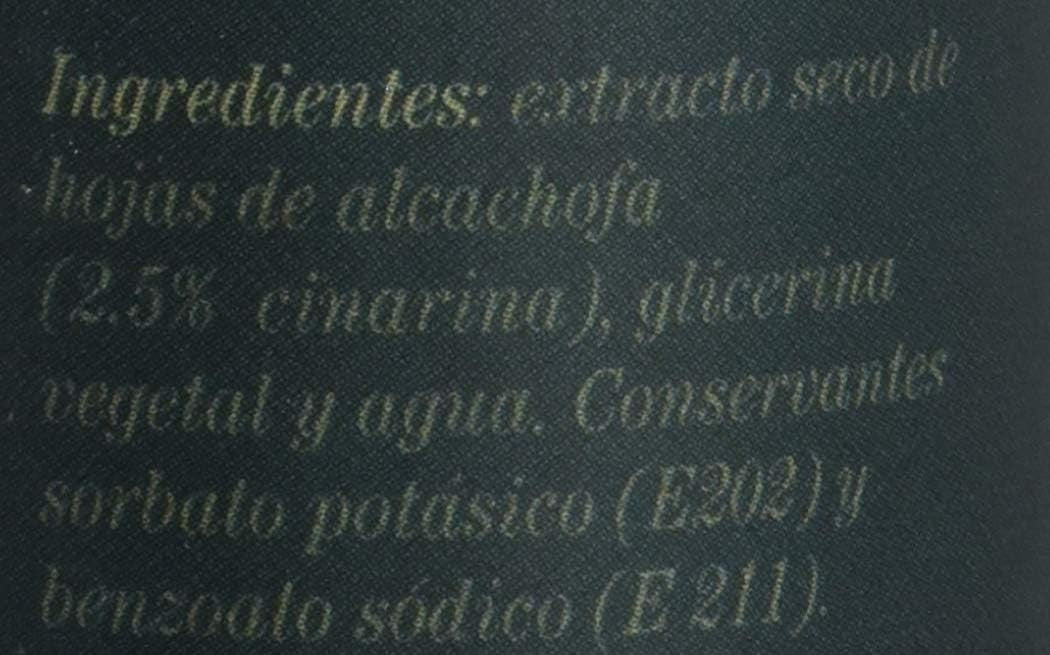 Ingredientes: extracto seco de
hojas de alcachofa
(2.5% cinarina), glicerina
vegetal y agua. Conservantes
sorbato potásico (E202) y
benzoato sódico (E 211).